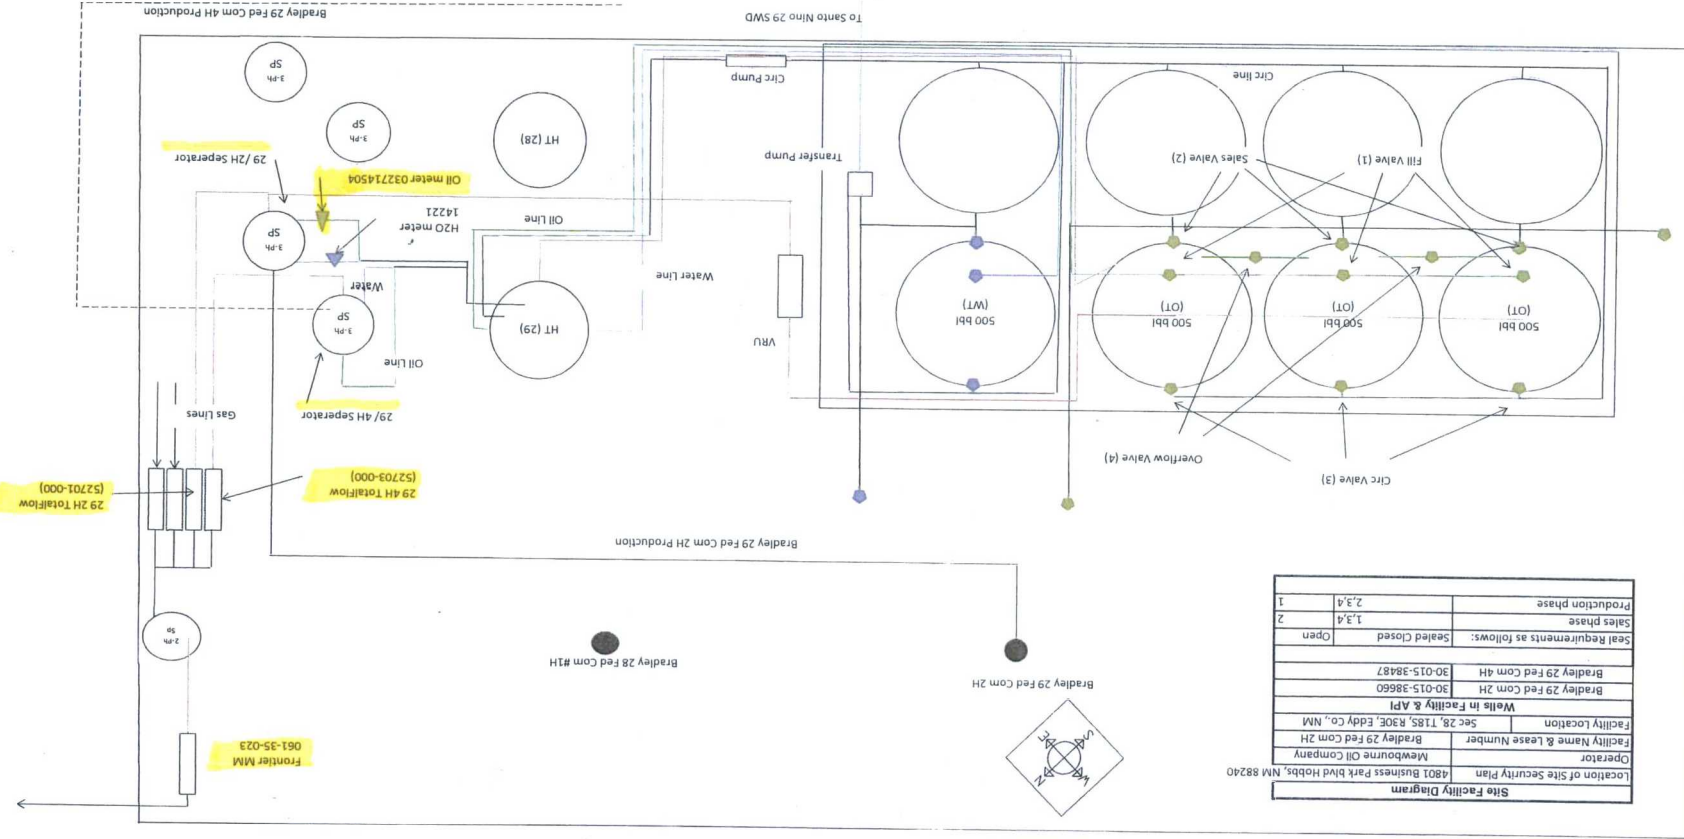 Site Facility Diagram
Location of Site Security Plan 4801 Business Park blvd Hobbs, NM 88240
Operator Mewbourne Oil Company
Facility Name & Lease Number Bradley 29 Fed Com 2H
Facility Location Sec 28, T18S, R30E, Eddy Co., NM
Wells in Facility & API
Bradley 29 Fed Com 2H 30-015-38660
Bradley 29 Fed Com 4H 30-015-38487
Seal Requirements as follows: Sealed Closed Open
Sales phase 1,3,4 2
Production phase 2,3,4 1
N
E
S
W
Bradley 29 Fed Com 2H
Bradley 28 Fed Com #1H
Frontier MM
061-35-023
2-Ph
Sp
Bradley 29 Fed Com 2H Production
29 4H TotalFlow
(52703-000)
29 2H TotalFlow
(52701-000)
Gas Lines
Circ Valve (3)
Overflow Valve (4)
29/ 4H Seperator
Oil Line
VRU
500 bbl
(OT)
500 bbl
(OT)
500 bbl
(OT)
500 bbl
(WT)
HT (29)
3-Ph
SP
Water
Water Line
Oil Line
H2O meter
14221
3-Ph
SP
Oil meter 032714504
29 /2H Seperator
Fill Valve (1)
Sales Valve (2)
Transfer Pump
HT (28)
3-Ph
SP
3-Ph
SP
Circ line
Circ Pump
To Santo Nino 29 SWD
Bradley 29 Fed Com 4H Production